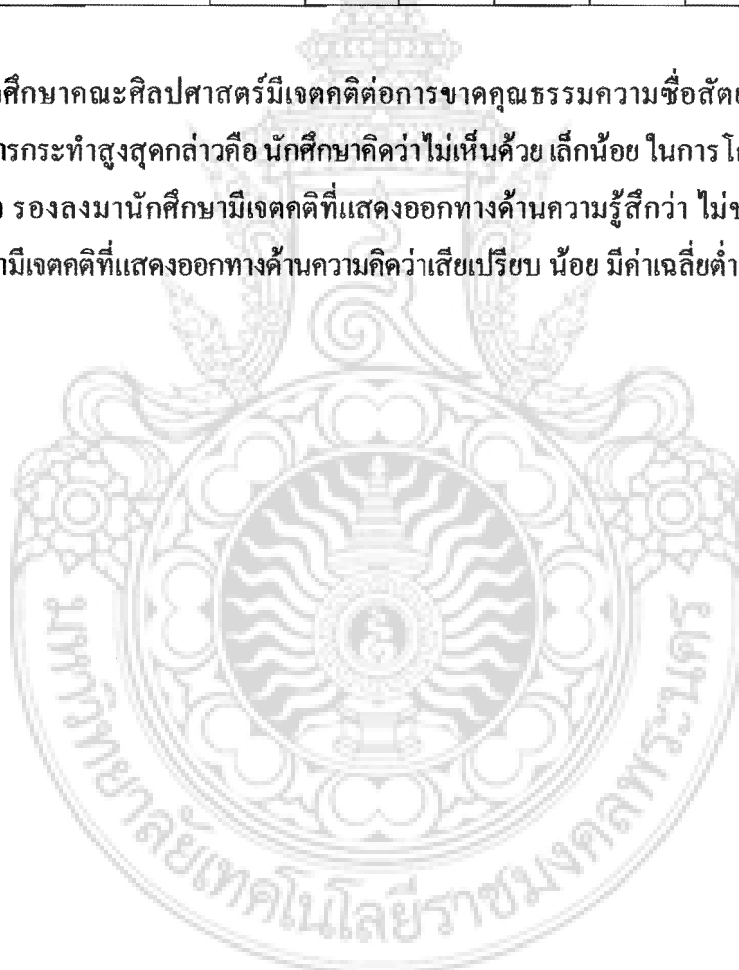 ศึกษาคณะศิลปศาสตร์มีเจตคติต่อการขาดคุณธรรมความซื่อสัตย
ารกระทำสูงสุดกล่าวคือ นักศึกษาคิดว่าไม่เห็นด้วย เล็กน้อย ในการ โก
รองลงมานักศึกษามีเจตคติที่แสดงออกทางด้านความรู้สึกว่า ไม่ข
ามีเจตคติที่แสดงออกทางด้านความคิดว่าเสียเปรียบ น้อย มีค่าเฉลี่ยต่ำ
มหาวิทยาลัยเทคโนโลยีราชมงคลพระนคร